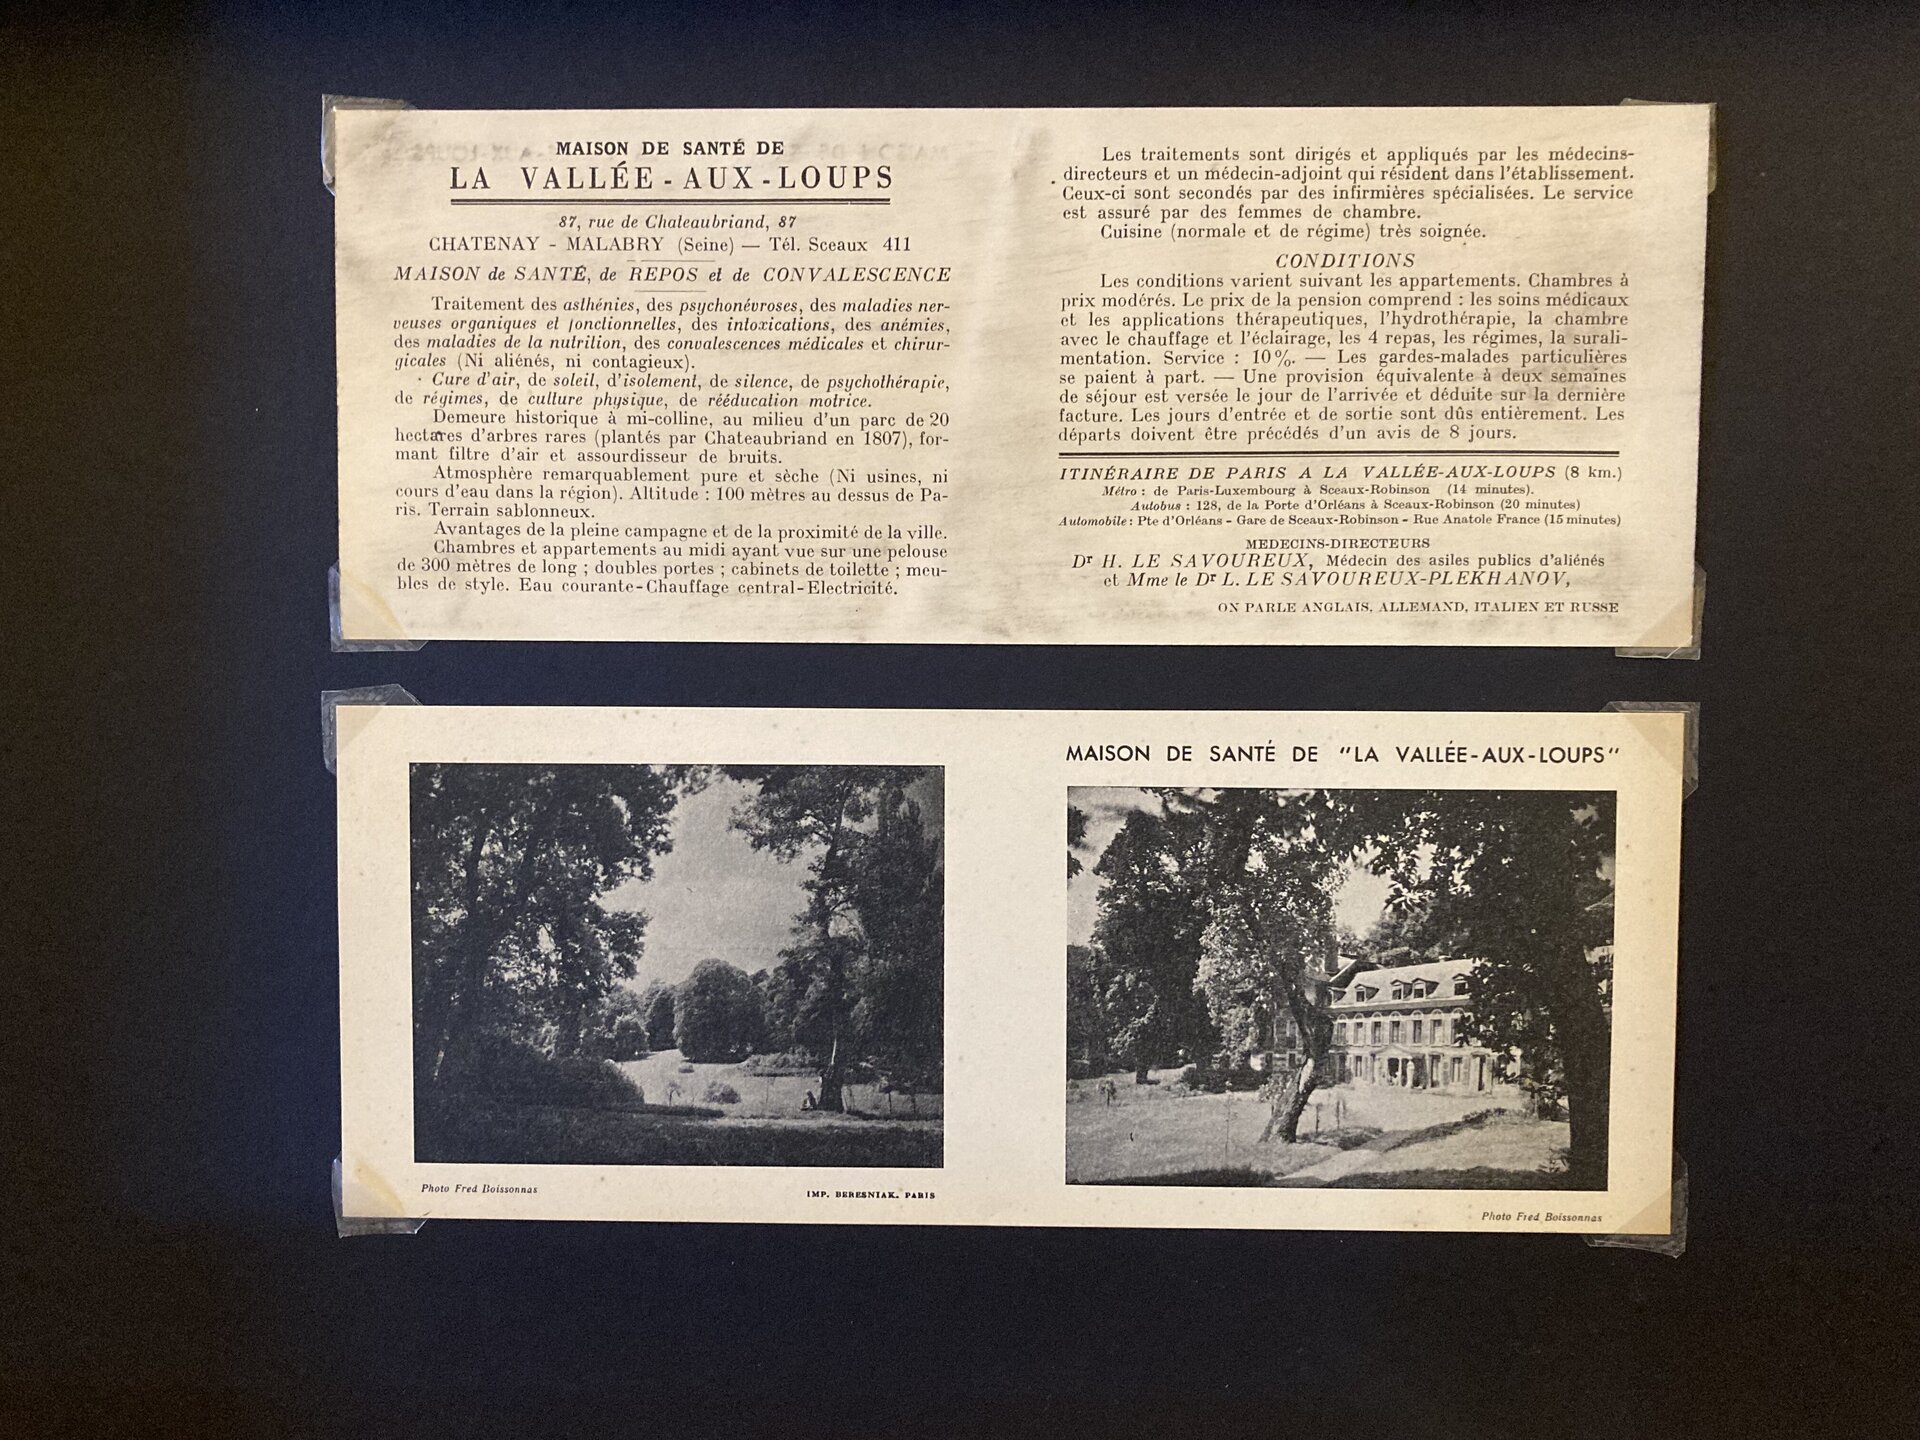 MAISON DE SANTÉ DE
LA VALLÉE-AUX-LOUPS
87, rue de Chateaubriand, 87
CHATENAY - MALABRY (Seine) — Tél. Sceaux 411
MAISON de SANTÉ, de REPOS et de CONVALESCENCE
Traitement des asthénies, des psychonévroses, des maladies ner-
veuses organiques et fonctionnelles, des intoxications, des anémies,
des maladies de la nutrition, des convalescences médicales et chirur-
gicales (Ni aliénés, ni contagieux).
Cure d'air, de soleil, d'isolement, de silence, de psychothérapie,
de régimes, de culture physique, de rééducation motrice.
Demeure historique à mi-colline, au milieu d'un parc de 20
hectares d'arbres rares (plantés par Chateaubriand en 1807), for-
mant filtre d'air et assourdisseur de bruits.
Atmosphère remarquablement pure et sèche (Ni usines, ni
cours d'eau dans la région). Altitude : 100 mètres au dessus de Pa-
ris. Terrain sablonneux.
Avantages de la pleine campagne et de la proximité de la ville.
Chambres et appartements au midi ayant vue sur une pelouse
de 300 mètres de long ; doubles portes ; cabinets de toilette ; meu-
bles de style. Eau courante-Chauffage central-Electricité.
Les traitements sont dirigés et appliqués par les médecins-
directeurs et un médecin-adjoint qui résident dans l'établissement.
Ceux-ci sont secondés par des infirmières spécialisées. Le service
est assuré par des femmes de chambre.
Cuisine (normale et de régime) très soignée.
CONDITIONS
Les conditions varient suivant les appartements. Chambres à
prix modérés. Le prix de la pension comprend : les soins médicaux
et les applications thérapeutiques, l'hydrothérapie, la chambre
avec le chauffage et l'éclairage, les 4 repas, les régimes, la surali-
mentation. Service : 10%. — Les gardes-malades particulières
se paient à part. — Une provision équivalente à deux semaines
de séjour est versée le jour de l'arrivée et déduite sur la dernière
facture. Les jours d'entrée et de sortie sont dûs entièrement. Les
départs doivent être précédés d'un avis de 8 jours.
ITINÉRAIRE DE PARIS A LA VALLÉE-AUX-LOUPS (8 km.)
Métro : de Paris-Luxembourg à Sceaux-Robinson (14 minutes).
Autobus : 128, de la Porte d'Orléans à Sceaux-Robinson (20 minutes)
Automobile : Pte d'Orléans - Gare de Sceaux-Robinson - Rue Anatole France (15 minutes)
MEDECINS-DIRECTEURS
Dr H. LE SAVOUREUX, Médecin des asiles publics d'aliénés
et Mme le Dr L. LE SAVOUREUX-PLEKHANOV,
ON PARLE ANGLAIS, ALLEMAND, ITALIEN ET RUSSE
MAISON DE SANTÉ DE "LA VALLÉE-AUX-LOUPS"
Photo Fred Boissonnas
IMP. BERESNIAK. PARIS
Photo Fred Boissonnas